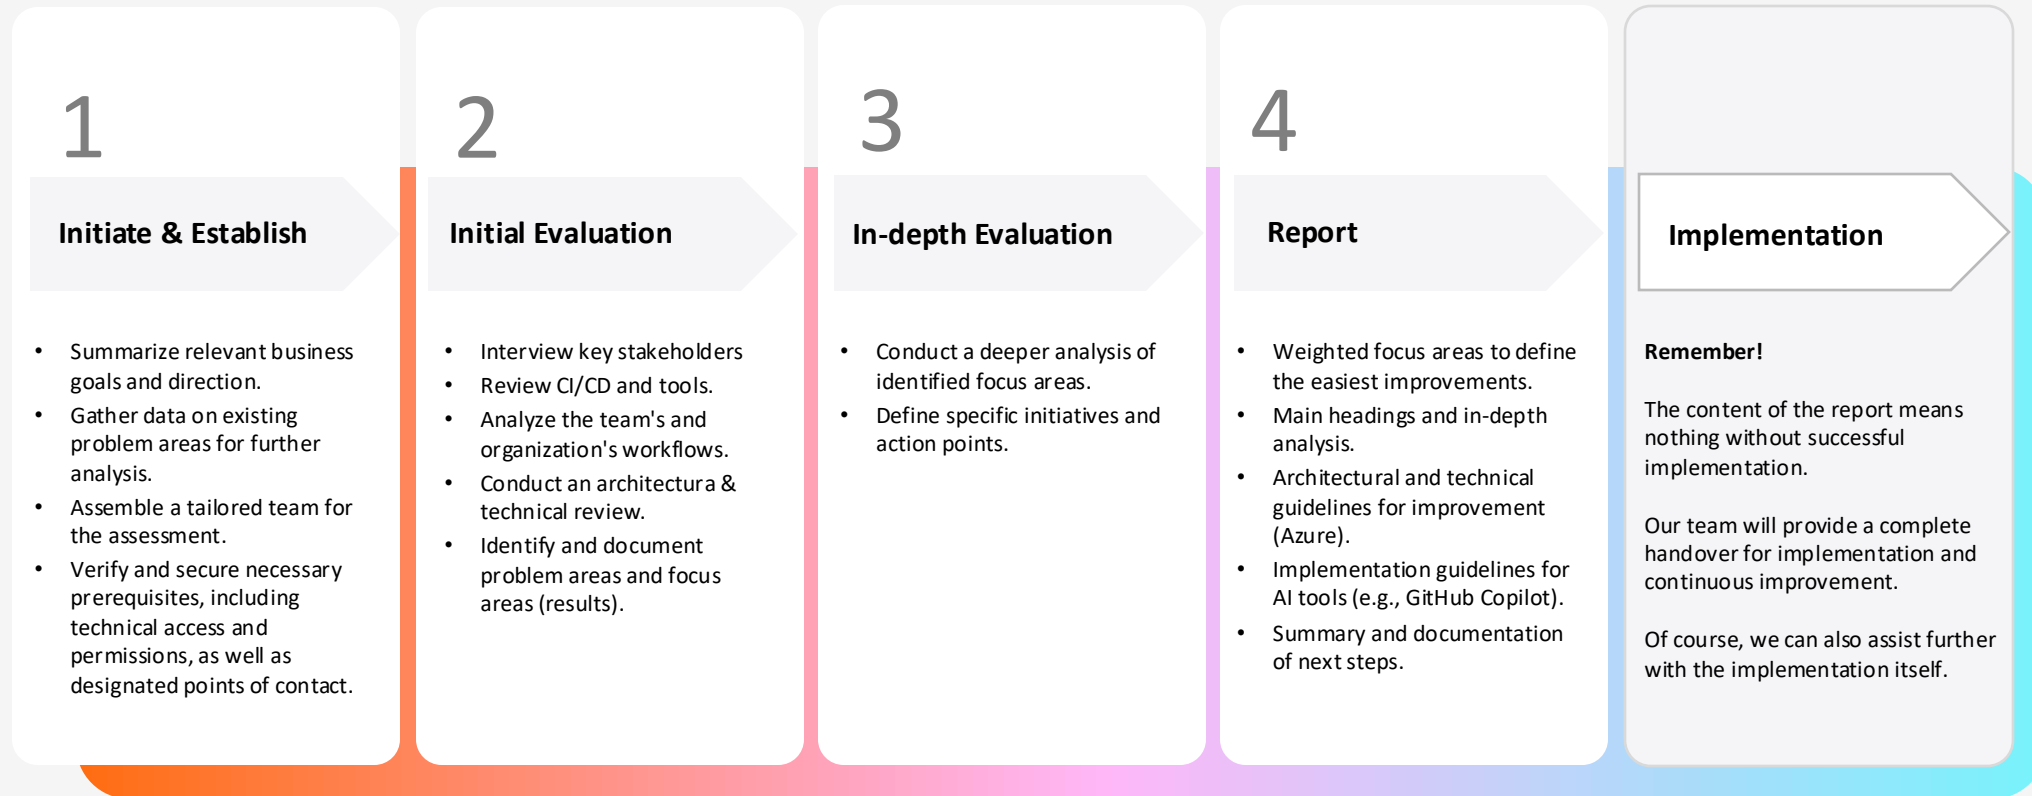 1
Initiate & Establish
• Summarize relevant business
goals and direction.
• Gather data on existing
problem areas for further
analysis.
• Assemble a tailored team for
the assessment.
• Verify and secure necessary
prerequisites, including
technical access and
permissions, as well as
designated points of contact.
2
Initial Evaluation
• Interview key stakeholders
• Review CI/CD and tools.
• Analyze the team's and
organization's workflows.
• Conduct an architectura &
technical review.
• Identify and document
problem areas and focus
areas (results).
3
In-depth Evaluation
• Conduct a deeper analysis of
identified focus areas.
• Define specific initiatives and
action points.
4
Report
• Weighted focus areas to define
the easiest improvements.
• Main headings and in-depth
analysis.
• Architectural and technical
guidelines for improvement
(Azure).
• Implementation guidelines for
AI tools (e.g., GitHub Copilot).
• Summary and documentation
of next steps.
Implementation
Remember!
The content of the report means
nothing without successful
implementation.
Our team will provide a complete
handover for implementation and
continuous improvement.
Of course, we can also assist further
with the implementation itself.